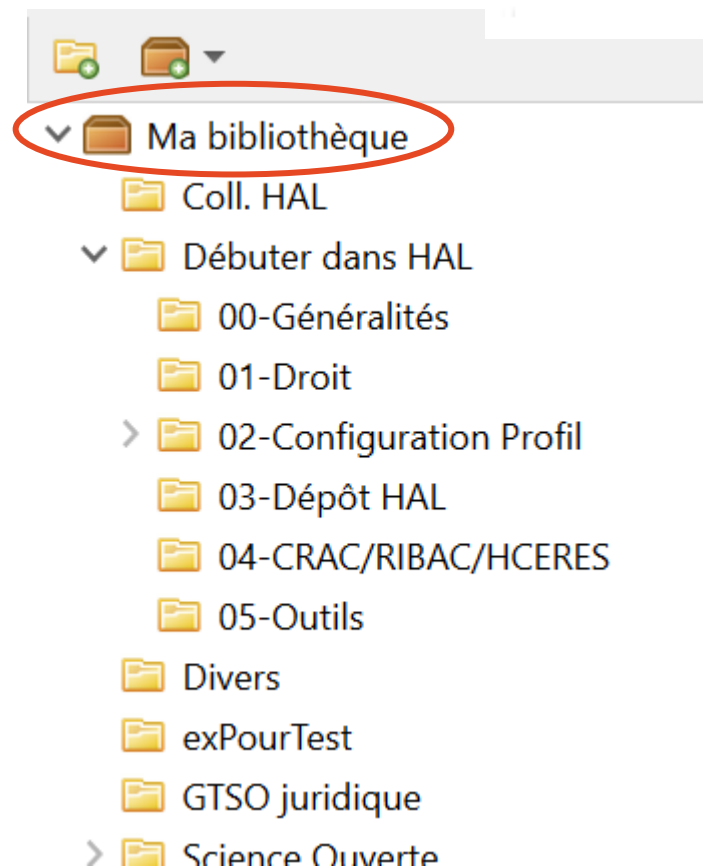 Ma bibliothèque
Coll. HAL
Débuter dans HAL
00-Généralités
01-Droit
02-Configuration Profil
03-Dépôt HAL
04-CRAC/RIBAC/HCERES
05-Outils
Divers
exPourTest
GTSO juridique
Science Ouverte